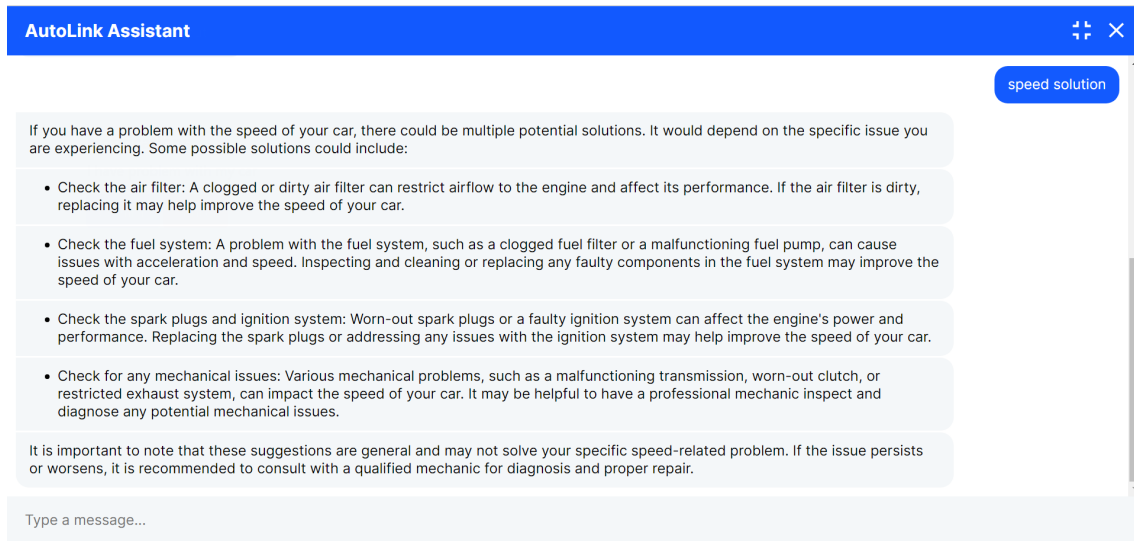 AutoLink Assistant
speed solution
If you have a problem with the speed of your car, there could be multiple potential solutions. It would depend on the specific issue you
are experiencing. Some possible solutions could include:
• Check the air filter: A clogged or dirty air filter can restrict airflow to the engine and affect its performance. If the air filter is dirty,
replacing it may help improve the speed of your car.
• Check the fuel system: A problem with the fuel system, such as a clogged fuel filter or a malfunctioning fuel pump, can cause
issues with acceleration and speed. Inspecting and cleaning or replacing any faulty components in the fuel system may improve the
speed of your car.
• Check the spark plugs and ignition system: Worn-out spark plugs or a faulty ignition system can affect the engine's power and
performance. Replacing the spark plugs or addressing any issues with the ignition system may help improve the speed of your car.
• Check for any mechanical issues: Various mechanical problems, such as a malfunctioning transmission, worn-out clutch, or
restricted exhaust system, can impact the speed of your car. It may be helpful to have a professional mechanic inspect and
diagnose any potential mechanical issues.
It is important to note that these suggestions are general and may not solve your specific speed-related problem. If the issue persists
or worsens, it is recommended to consult with a qualified mechanic for diagnosis and proper repair.
Type a message...